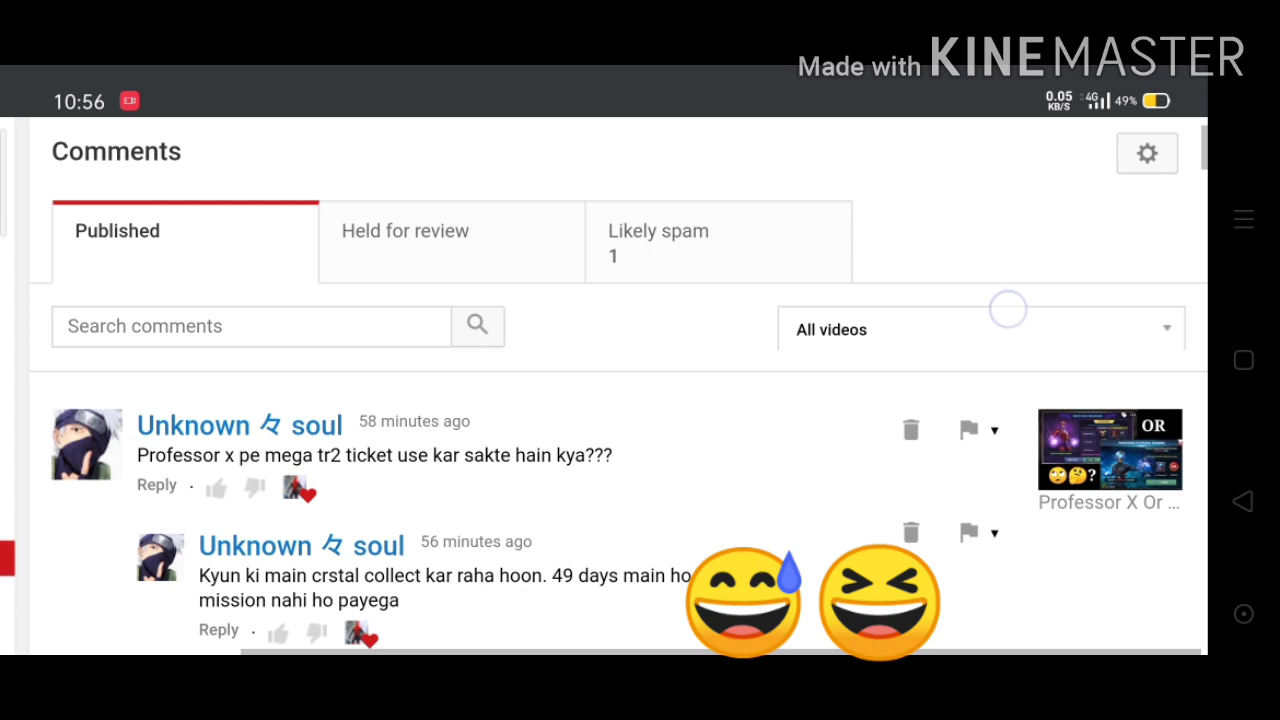 Made with KINEMASTER
10:56
0.05
KB/S
4G
49%
Comments
Published
Held for review
Likely spam
1
Search comments
All videos
Unknown 々 soul 58 minutes ago
Professor x pe mega tr2 ticket use kar sakte hain kya???
Reply
OR
?
Professor X Or ...
Unknown 々 soul 56 minutes ago
Kyun ki main crstal collect kar raha hoon. 49 days main ho
mission nahi ho payega
Reply